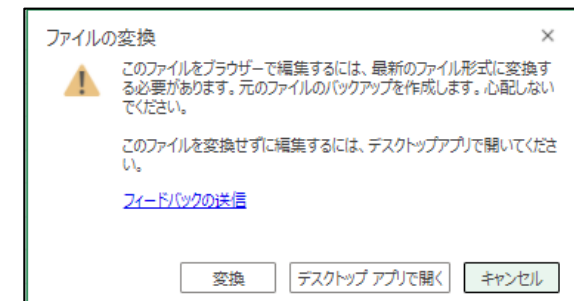 ファイルの変換
このファイルをブラウザーで編集するには、最新のファイル形式に変換す
る必要があります。元のファイルのバックアップを作成します。心配しない
でください。
このファイルを変換せずに編集するには、デスクトップアプリで開いてくださ
い。
フィードバックの送信
変換 デスクトップ アプリで開く キャンセル